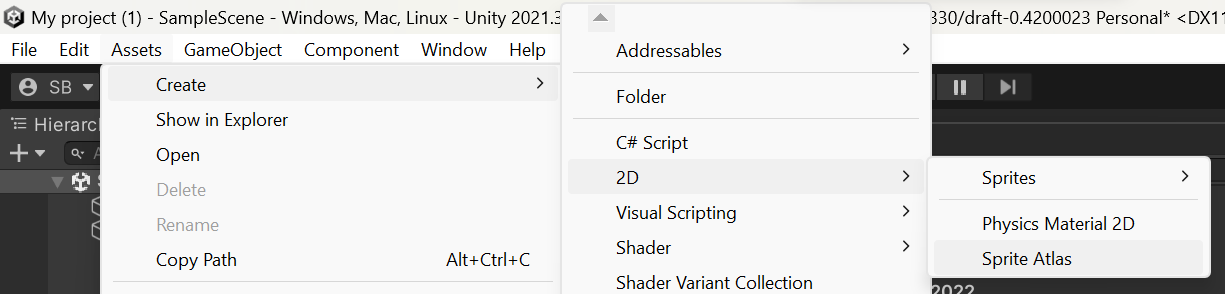 My project (1) - SampleScene - Windows, Mac, Linux - Unity 2021.3
330/draft-0.4200023 Personal* <DX11
File Edit Assets GameObject Component Window Help
SB
Hierarc
Create
Show in Explorer
Open
Delete
Rename
Copy Path Alt+Ctrl+C
Addressables
Folder
C# Script
2D
Visual Scripting
Shader
Shader Variant Collection
Sprites
Physics Material 2D
Sprite Atlas
2022